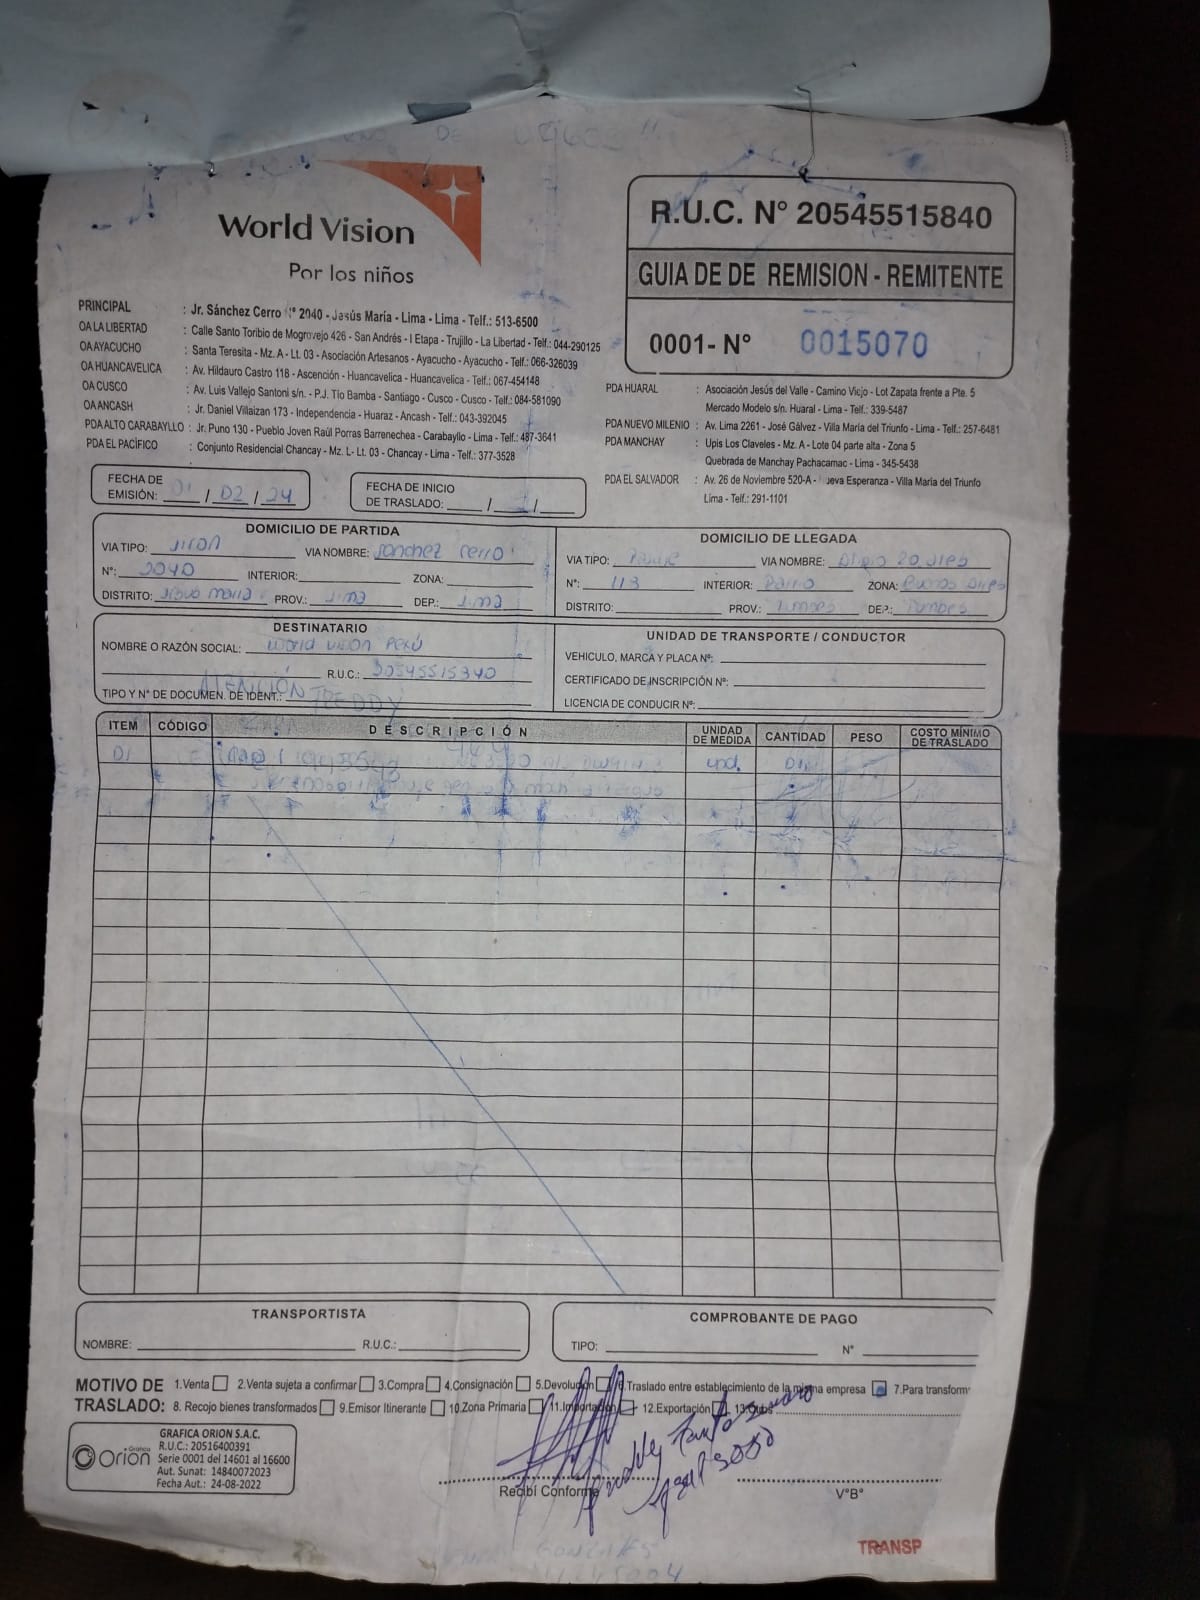 World Vision
Por los niños
R.U.C. N° 20545515840
GUIA DE DE REMISION - REMITENTE
0001- N° 0015070
PRINCIPAL : Jr. Sánchez Cerro N° 2040 - Jesús María - Lima - Lima - Telf.: 513-6500
OA LA LIBERTAD : Calle Santo Toribio de Mogrovejo 426 - San Andrés - I Etapa - Trujillo - La Libertad - Telf.: 044-290125
OA AYACUCHO : Santa Teresita - Mz. A - Lt. 03 - Asociación Artesanos - Ayacucho - Ayacucho - Telf.: 066-326039
OA HUANCAVELICA : Av. Hildauro Castro 118 - Ascención - Huancavelica - Huancavelica - Telf.: 067-454148
OA CUSCO : Av. Luis Vallejo Santoni s/n. - P.J. Tío Bamba - Santiago - Cusco - Cusco - Telf.: 084-581090
OA ANCASH : Jr. Daniel Villaizan 173 - Independencia - Huaraz - Ancash - Telf.: 043-392045
PDA ALTO CARABAYLLO : Jr. Puno 130 - Pueblo Joven Raúl Porras Barrenechea - Carabayllo - Lima - Telf.: 487-3641
PDA EL PACÍFICO : Conjunto Residencial Chancay - Mz. L- Lt. 03 - Chancay - Lima - Telf.: 377-3528
PDA HUARAL : Asociación Jesús del Valle - Camino Viejo - Lot Zapata frente a Pte. 5
Mercado Modelo s/n. Huaral - Lima - Telf.: 339-5487
PDA NUEVO MILENIO : Av. Lima 2261 - José Gálvez - Villa María del Triunfo - Lima - Telf.: 257-6481
PDA MANCHAY : Upis Los Claveles - Mz. A - Lote 04 parte alta - Zona 5
Quebrada de Manchay Pachacamac - Lima - 345-5438
PDA EL SALVADOR : Av. 26 de Noviembre 520-A - ueva Esperanza - Villa María del Triunfo
Lima - Telf.: 291-1101
FECHA DE EMISIÓN: 01 / 02 / 24
FECHA DE INICIO DE TRASLADO: / /
DOMICILIO DE PARTIDA
VIA TIPO: Jiron VIA NOMBRE: Sanchez Cerro
N°: 2040 INTERIOR: ZONA:
DISTRITO: Jesus Maria PROV.: Lima DEP.: Lima
DOMICILIO DE LLEGADA
VIA TIPO: VIA NOMBRE:
N°: 113 INTERIOR: Barrio ZONA: Buenos Aires
DISTRITO: PROV.: Tumbes DEP.: Tumbes
DESTINATARIO
NOMBRE O RAZÓN SOCIAL: World Vision Perú
R.U.C.: 20545515840
TIPO Y N° DE DOCUMEN. DE IDENT.: ATENCIÓN FREDDY
UNIDAD DE TRANSPORTE / CONDUCTOR
VEHICULO, MARCA Y PLACA N°:
CERTIFICADO DE INSCRIPCIÓN N°:
LICENCIA DE CONDUCIR N°:
ITEM CÓDIGO DESCRIPCIÓN UNIDAD DE MEDIDA CANTIDAD PESO COSTO MÍNIMO DE TRASLADO
01 und. 01
TRANSPORTISTA
NOMBRE: R.U.C.:
COMPROBANTE DE PAGO
TIPO: N°
MOTIVO DE TRASLADO: 1.Venta 2.Venta sujeta a confirmar 3.Compra 4.Consignación 5.Devolución 6.Traslado entre establecimiento de la misma empresa 7.Para transform
8. Recojo bienes transformados 9.Emisor Itinerante 10.Zona Primaria 11.Importación 12.Exportación 13.Otros
GRAFICA ORION S.A.C.
R.U.C.: 20516400391
Serie 0001 del 14601 al 16600
Aut. Sunat: 14840072023
Fecha Aut.: 24-08-2022
Gráfica Orión
Recibí Conforme
V°B°
TRANSP